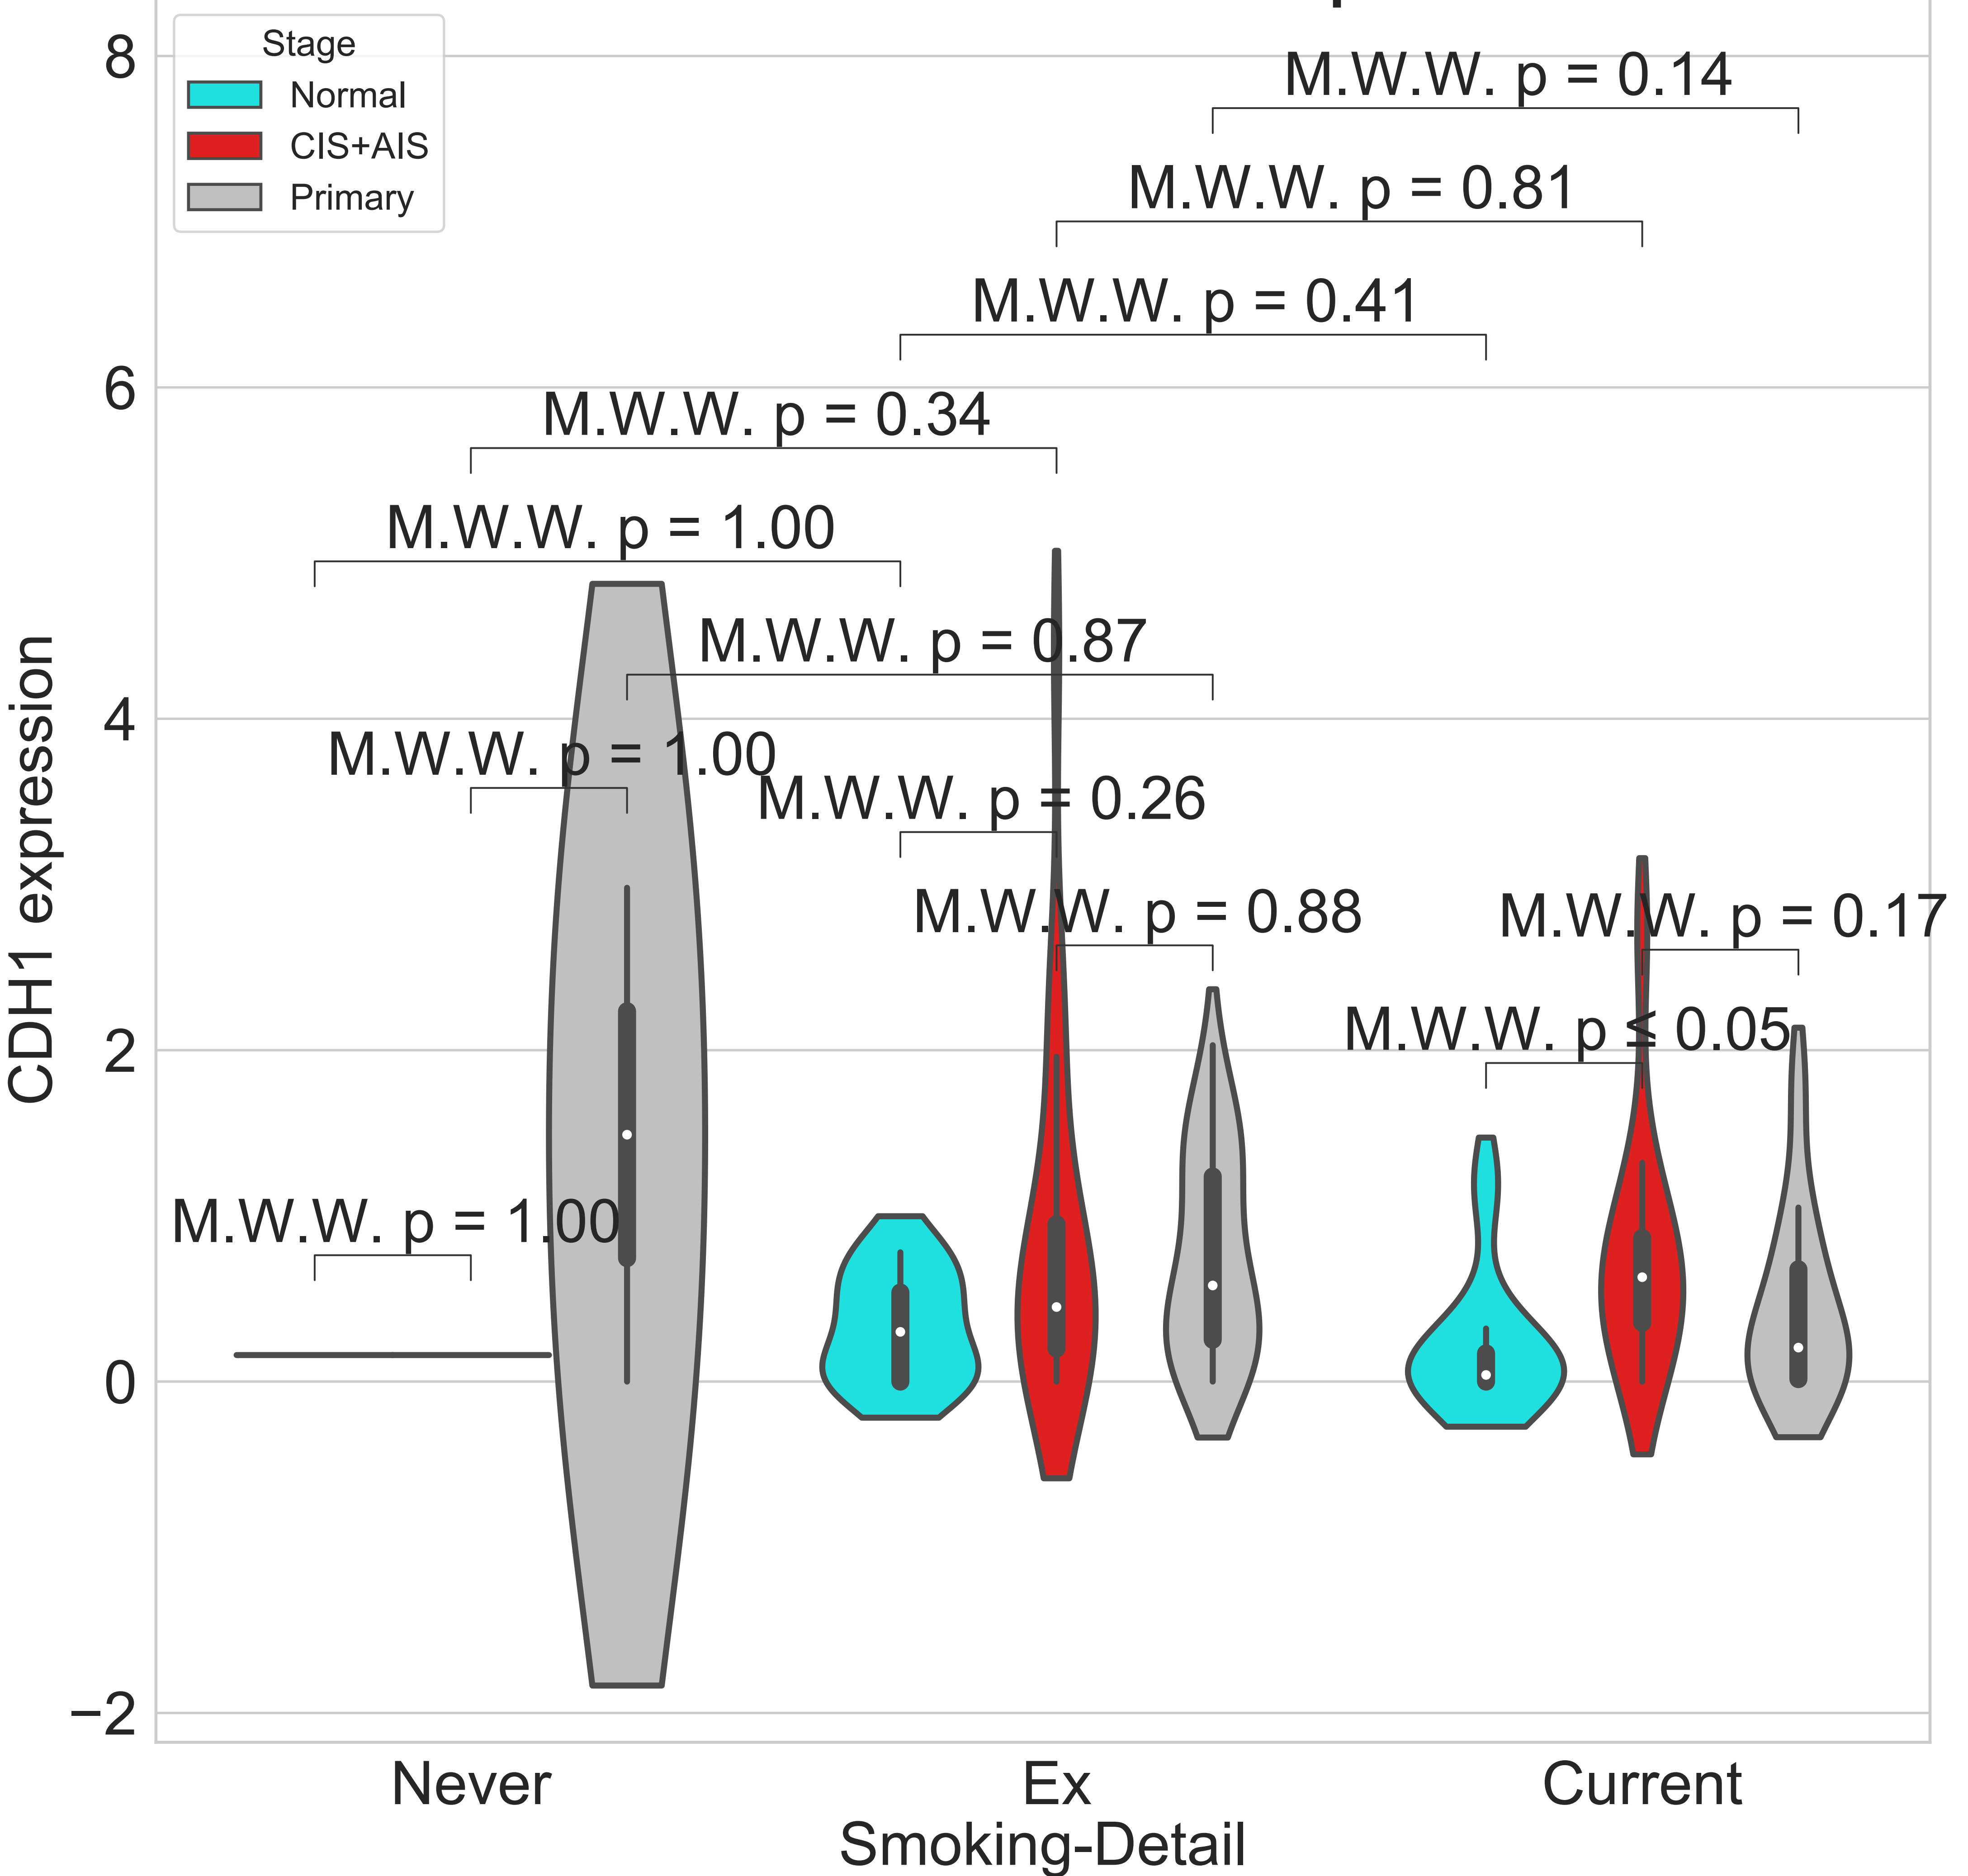 Stage
Normal
CIS+AIS
Primary
8
6
4
2
0
−2
CDH1 expression
M.W.W. p = 0.14
M.W.W. p = 0.81
M.W.W. p = 0.41
M.W.W. p = 0.34
M.W.W. p = 1.00
M.W.W. p = 0.87
M.W.W. p = 1.00
M.W.W. p = 0.26
M.W.W. p = 0.88
M.W.W. p = 0.17
M.W.W. p ≤ 0.05
M.W.W. p = 1.00
Never
Ex
Current
Smoking-Detail